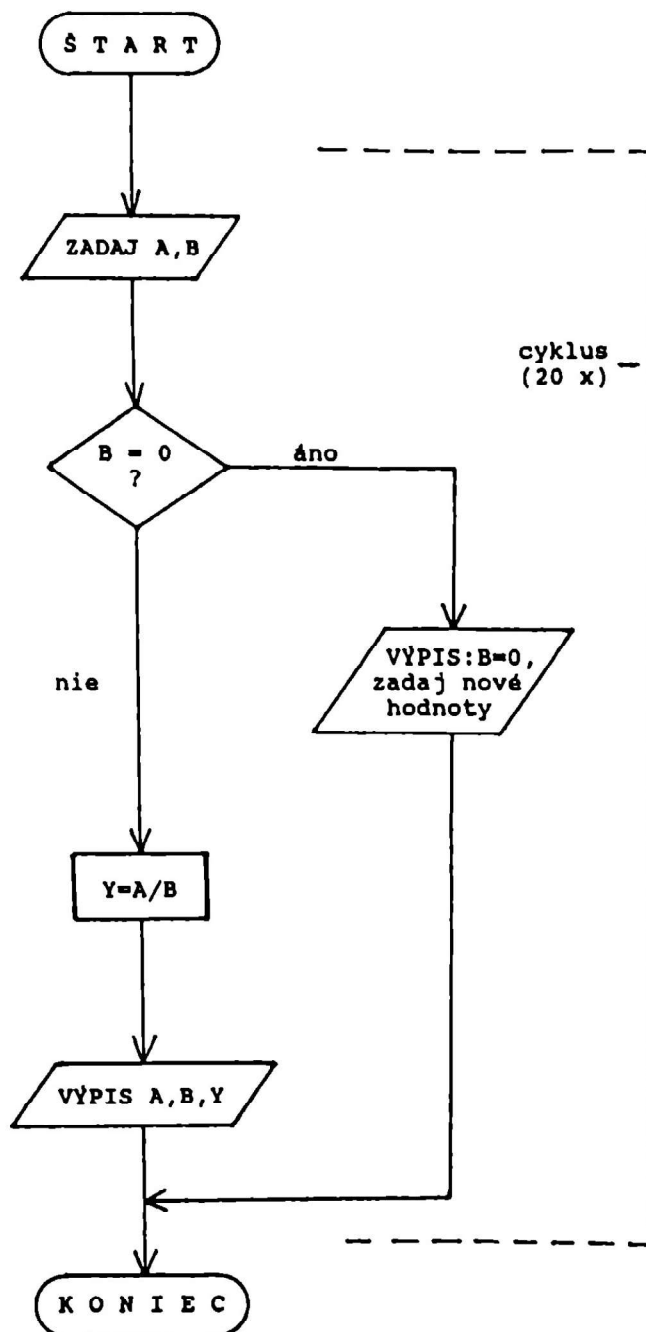 Š T A R T
ZADAJ A,B
cyklus
(20 x)
B = 0
?
áno
VÝPIS:B=0,
zadaj nové
hodnoty
nie
Y=A/B
VÝPIS A,B,Y
K O N I E C